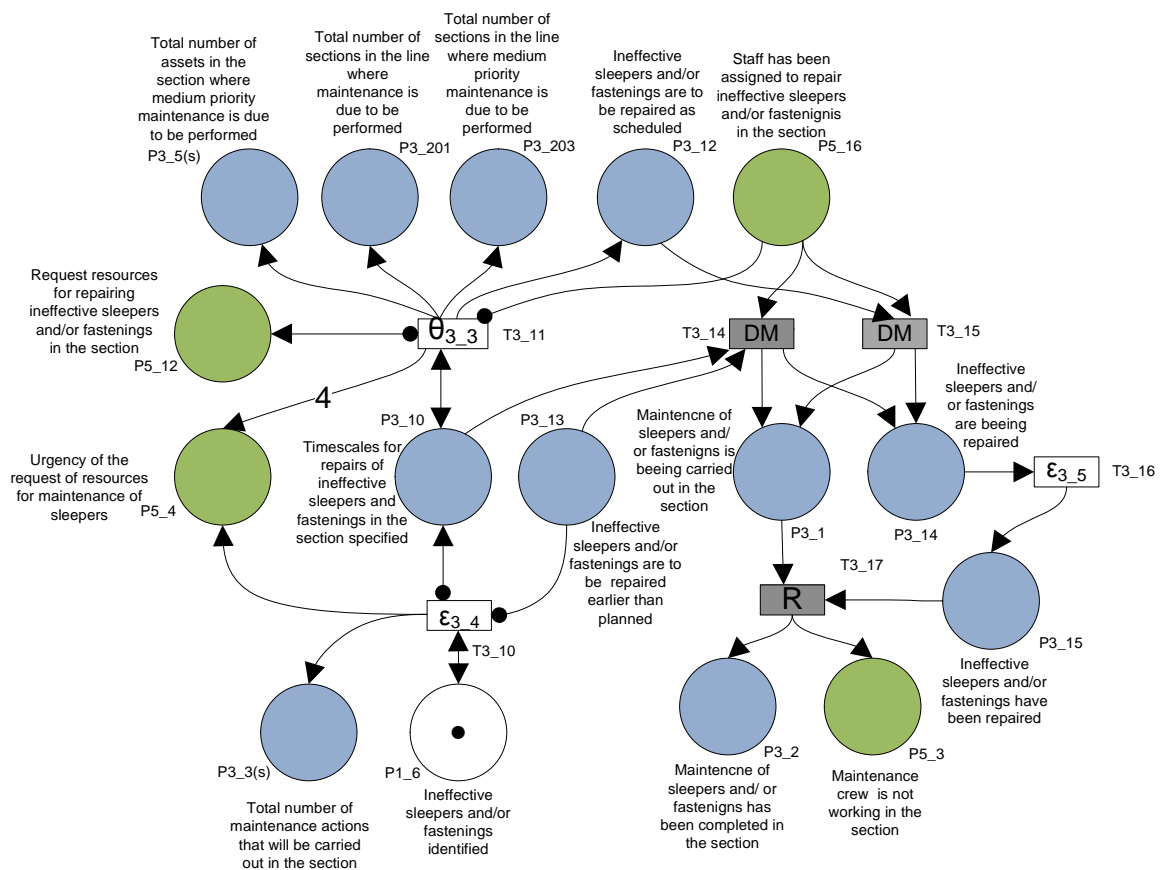 Total number of
assets in the
section where
medium priority
maintenance is due
to be performed
P3_5(s)
Total number of
sections in the line
where
maintenance is
due to be
performed
P3_201
Total number of
sections in the line
where medium
priority
maintenance is
due to be
performed
P3_203
Ineffective
sleepers and/or
fastenings are to
be repaired as
scheduled
P3_12
Staff has been
assigned to repair
ineffective sleepers
and/or fastenignis
in the section
P5_16
Request resources
for repairing
ineffective sleepers
and/or fastenings
in the section
P5_12
θ3_3
T3_11
T3_14
DM
DM
T3_15
4
Urgency of the
request of resources
for maintenance of
sleepers
P5_4
P3_10
Timescales for
repairs of
ineffective
sleepers and
fastenings in the
section specified
P3_13
Ineffective
sleepers and/or
fastenings are to
be repaired
earlier than
planned
Maintencne of
sleepers and/
or fastenigns is
beeing carried
out in the
section
P3_1
Ineffective
sleepers and/
or fastenings
are beeing
repaired
P3_14
ε3_5
T3_16
T3_17
R
P3_15
Ineffective
sleepers and/or
fastenings have
been repaired
ε3_4
T3_10
P3_3(s)
Total number of
maintenance actions
that will be carried
out in the section
P1_6
Ineffective
sleepers and/or
fastenings
identified
P3_2
Maintencne of
sleepers and/ or
fastenigns has
been completed in
the section
P5_3
Maintenance
crew is not
working in the
section